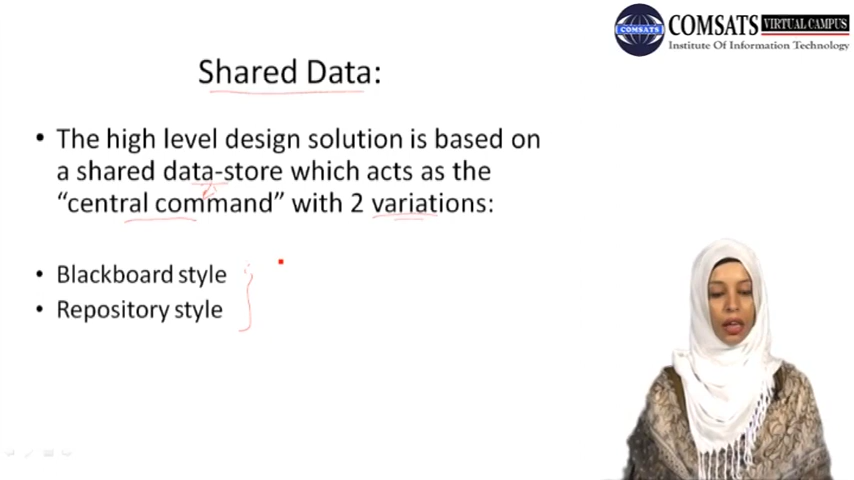 COMSATS VIRTUAL CAMPUS
COMSATS
Institute Of Information Technology
Shared Data:
• The high level design solution is based on
a shared data-store which acts as the
“central command” with 2 variations:
• Blackboard style
• Repository style